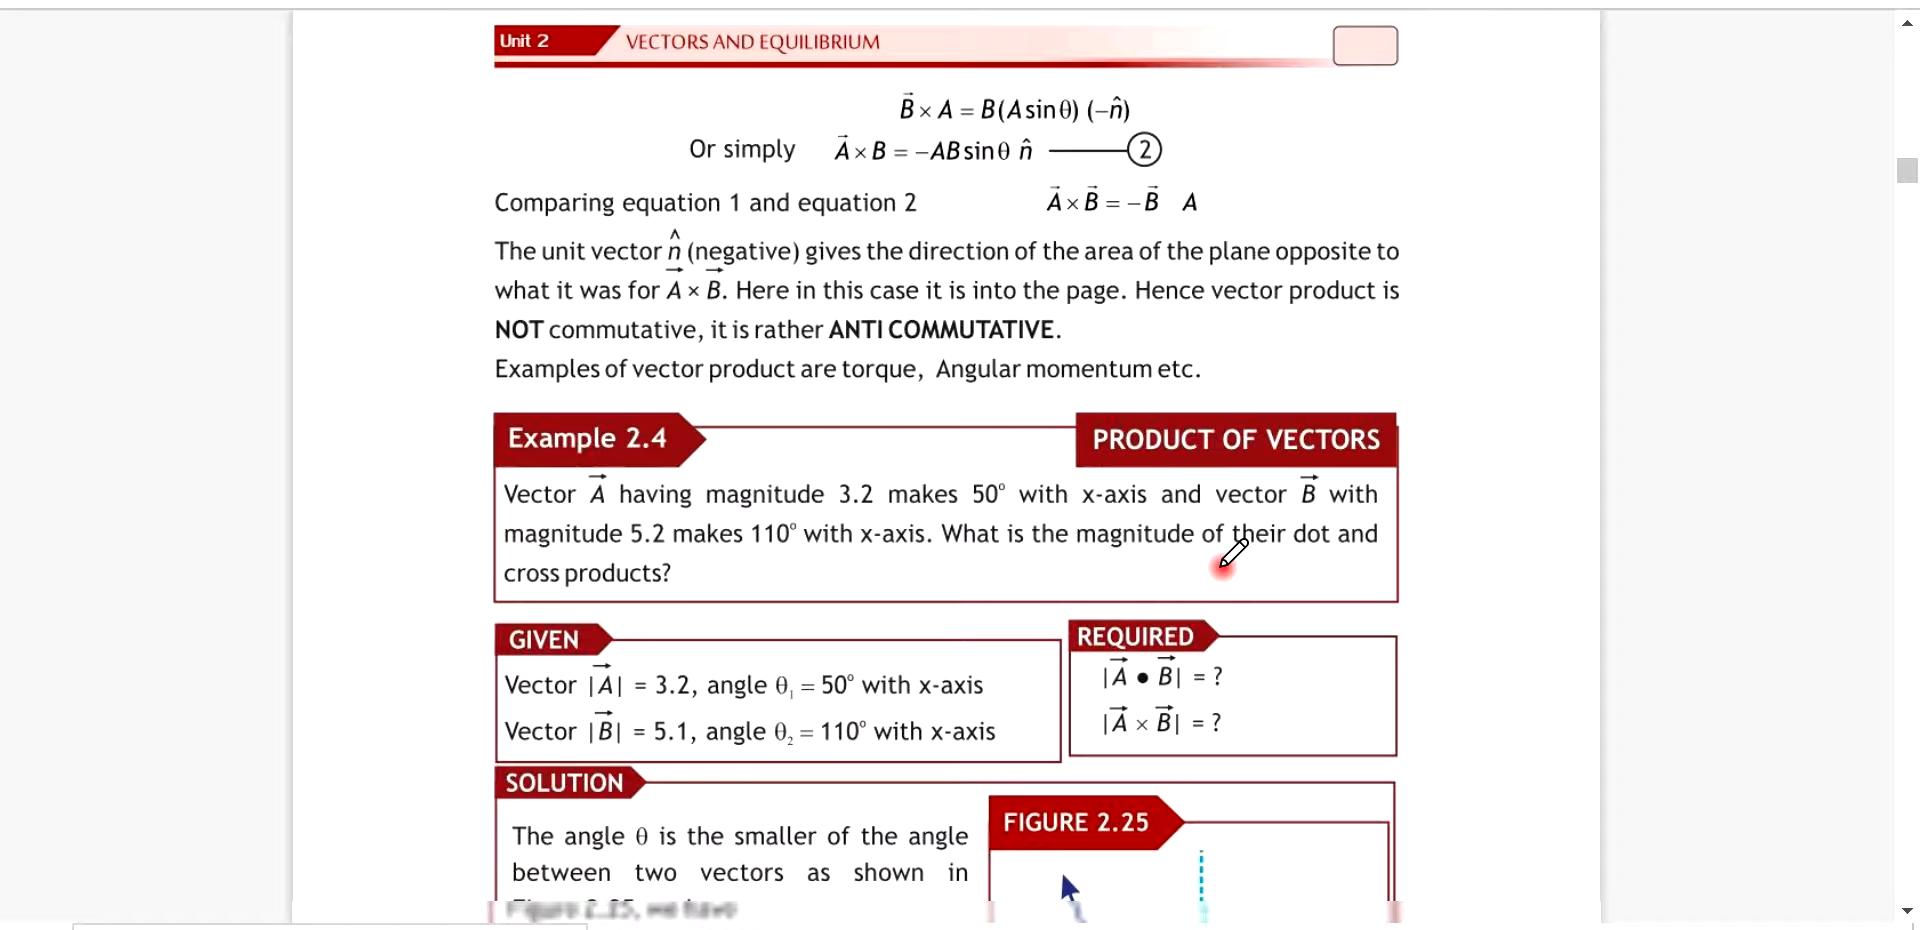 Unit 2 VECTORS AND EQUILIBRIUM
B⃗ × A = B(A sinθ) (−n̂)
Or simply A⃗ × B = −AB sinθ n̂ ② 
Comparing equation 1 and equation 2 A⃗ × B⃗ = −B⃗ A
The unit vector n̂ (negative) gives the direction of the area of the plane opposite to
what it was for A⃗ × B⃗. Here in this case it is into the page. Hence vector product is
NOT commutative, it is rather ANTI COMMUTATIVE.
Examples of vector product are torque, Angular momentum etc.
Example 2.4 PRODUCT OF VECTORS
Vector A⃗ having magnitude 3.2 makes 50° with x-axis and vector B⃗ with
magnitude 5.2 makes 110° with x-axis. What is the magnitude of their dot and
cross products?
GIVEN
Vector |A⃗| = 3.2, angle θ₁ = 50° with x-axis
Vector |B⃗| = 5.1, angle θ₂ = 110° with x-axis
REQUIRED
|A⃗ • B⃗| = ?
|A⃗ × B⃗| = ?
SOLUTION
The angle θ is the smaller of the angle
between two vectors as shown in
Figure 2.25, we have
FIGURE 2.25